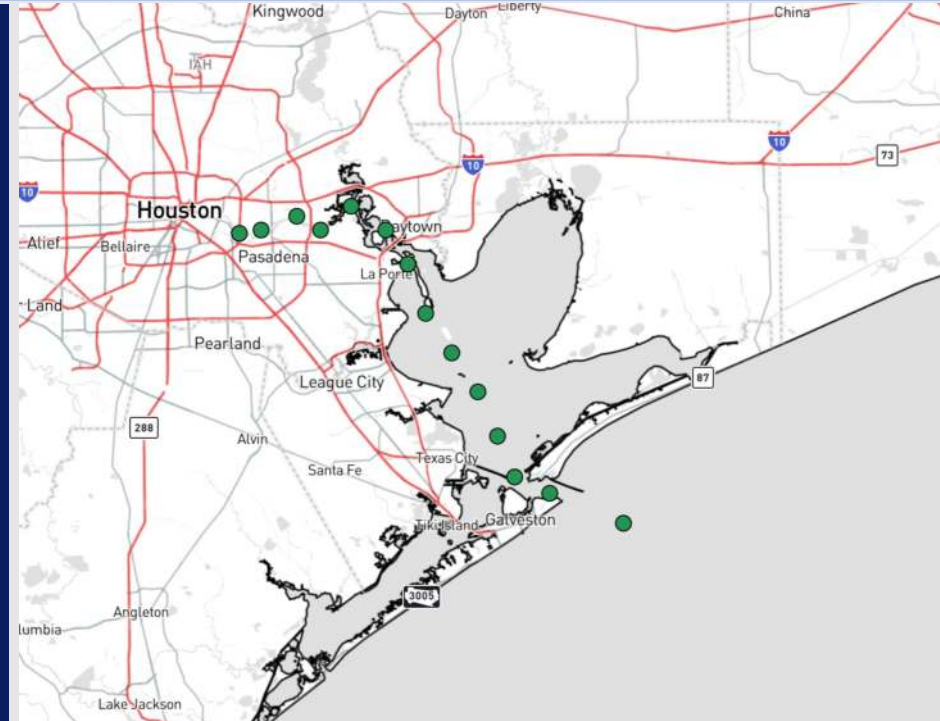 Kingwood
Dayton
Liberty
China
IAH
10
10
73
10
Houston
Baytown
Alief
Bellaire
Pasadena
La Porte
Land
Pearland
League City
87
288
Alvin
Texas City
Santa Fe
Galveston
Tiki Island
3005
Angleton
lumbia
Lake Jackson